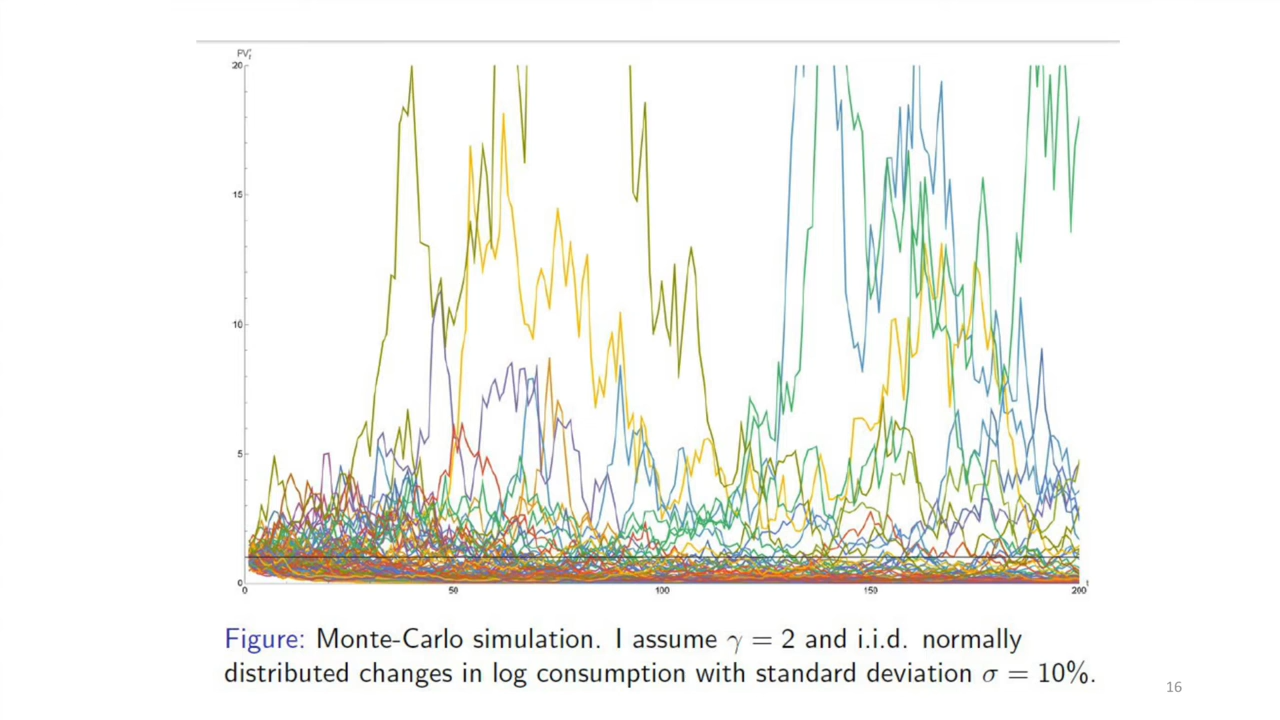 PV
20
15
10
5
0
0 50 100 150 200
t
Figure: Monte-Carlo simulation. I assume γ = 2 and i.i.d. normally
distributed changes in log consumption with standard deviation σ = 10%.
16